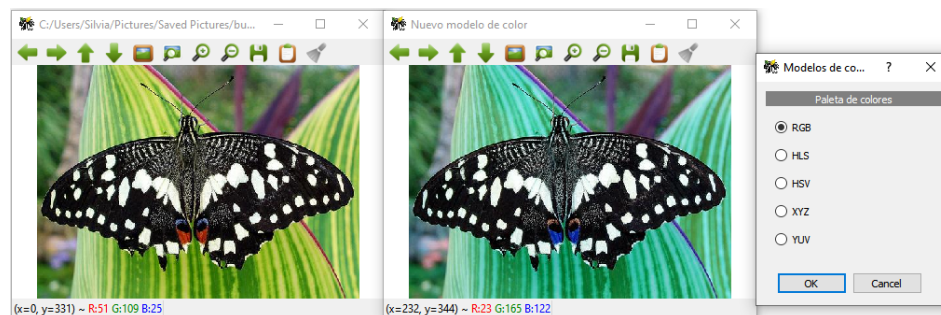 C:/Users/Silvia/Pictures/Saved Pictures/bu...
Nuevo modelo de color
(x=0, y=331) ~ R:51 G:109 B:25
(x=232, y=344) ~ R:23 G:165 B:122
Modelos de co...
Paleta de colores
RGB
HLS
HSV
XYZ
YUV
OK
Cancel